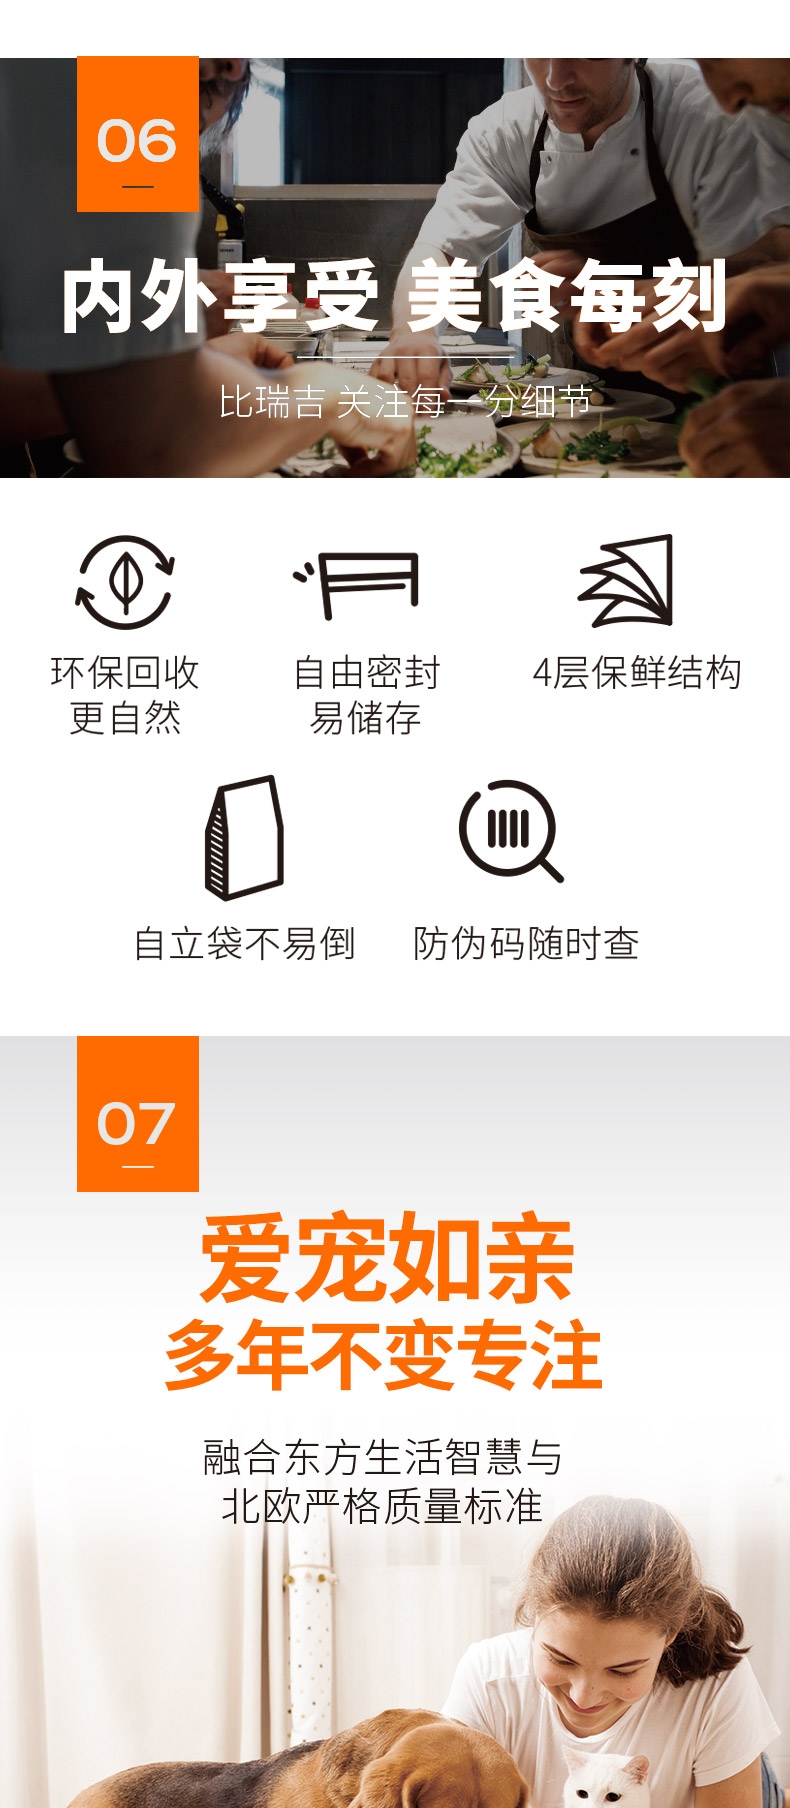 06
内外享受 美食每刻
比瑞吉 关注每一分细节
环保回收
更自然
自由密封
易储存
4层保鲜结构
自立袋不易倒
防伪码随时查
07
爱宠如亲
多年不变专注
融合东方生活智慧与
北欧严格质量标准